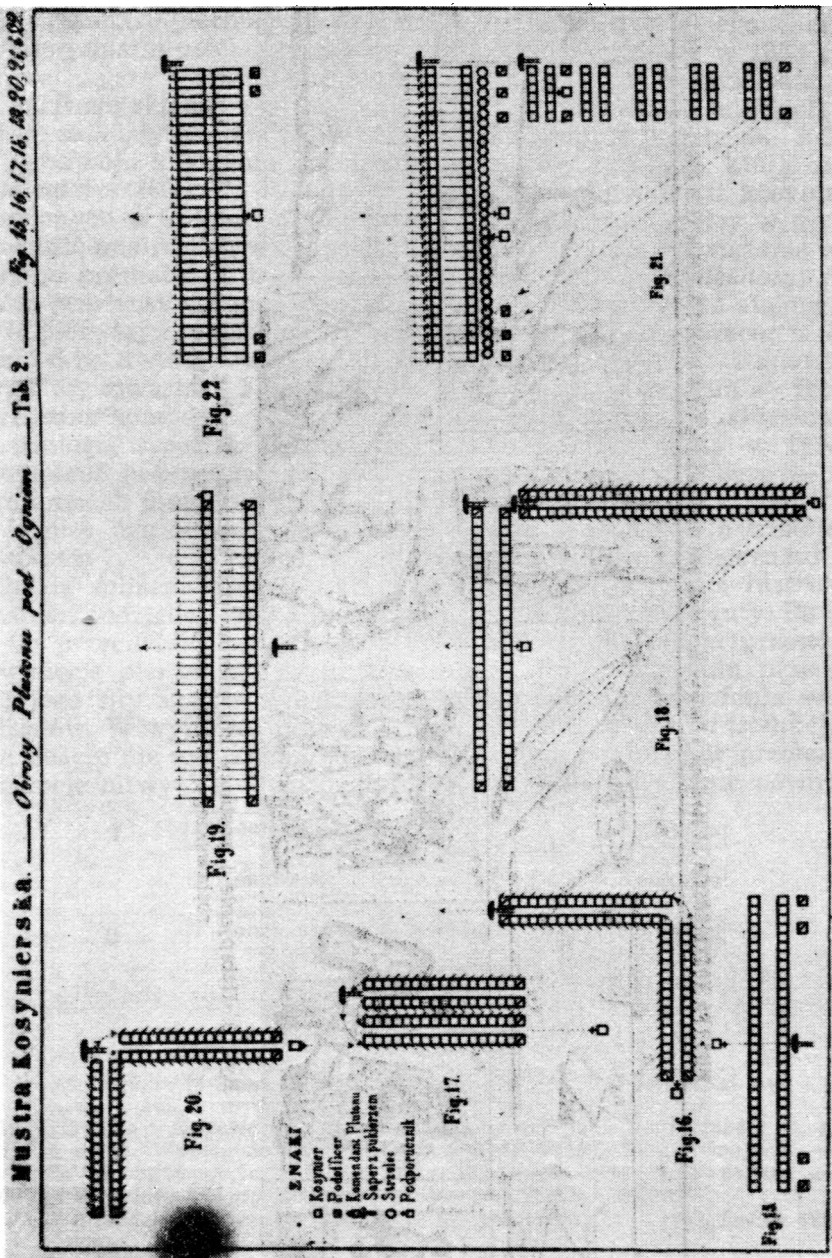 Mustra Kosynierska. — Obroty Plutonu pod Ogniem — Tab. 2. Fig. 15, 16, 17, 18, 19, 20, 21, & 22.
Fig. 20.
Fig. 19.
Fig. 22
ZNAKI
Kosynier
Podofficer
Komendant Plutonu
Saper z puklerzem
Strzelec
Podporucznik
Fig. 17.
Fig. 18.
Fig. 21.
Fig. 16.
Fig. 15